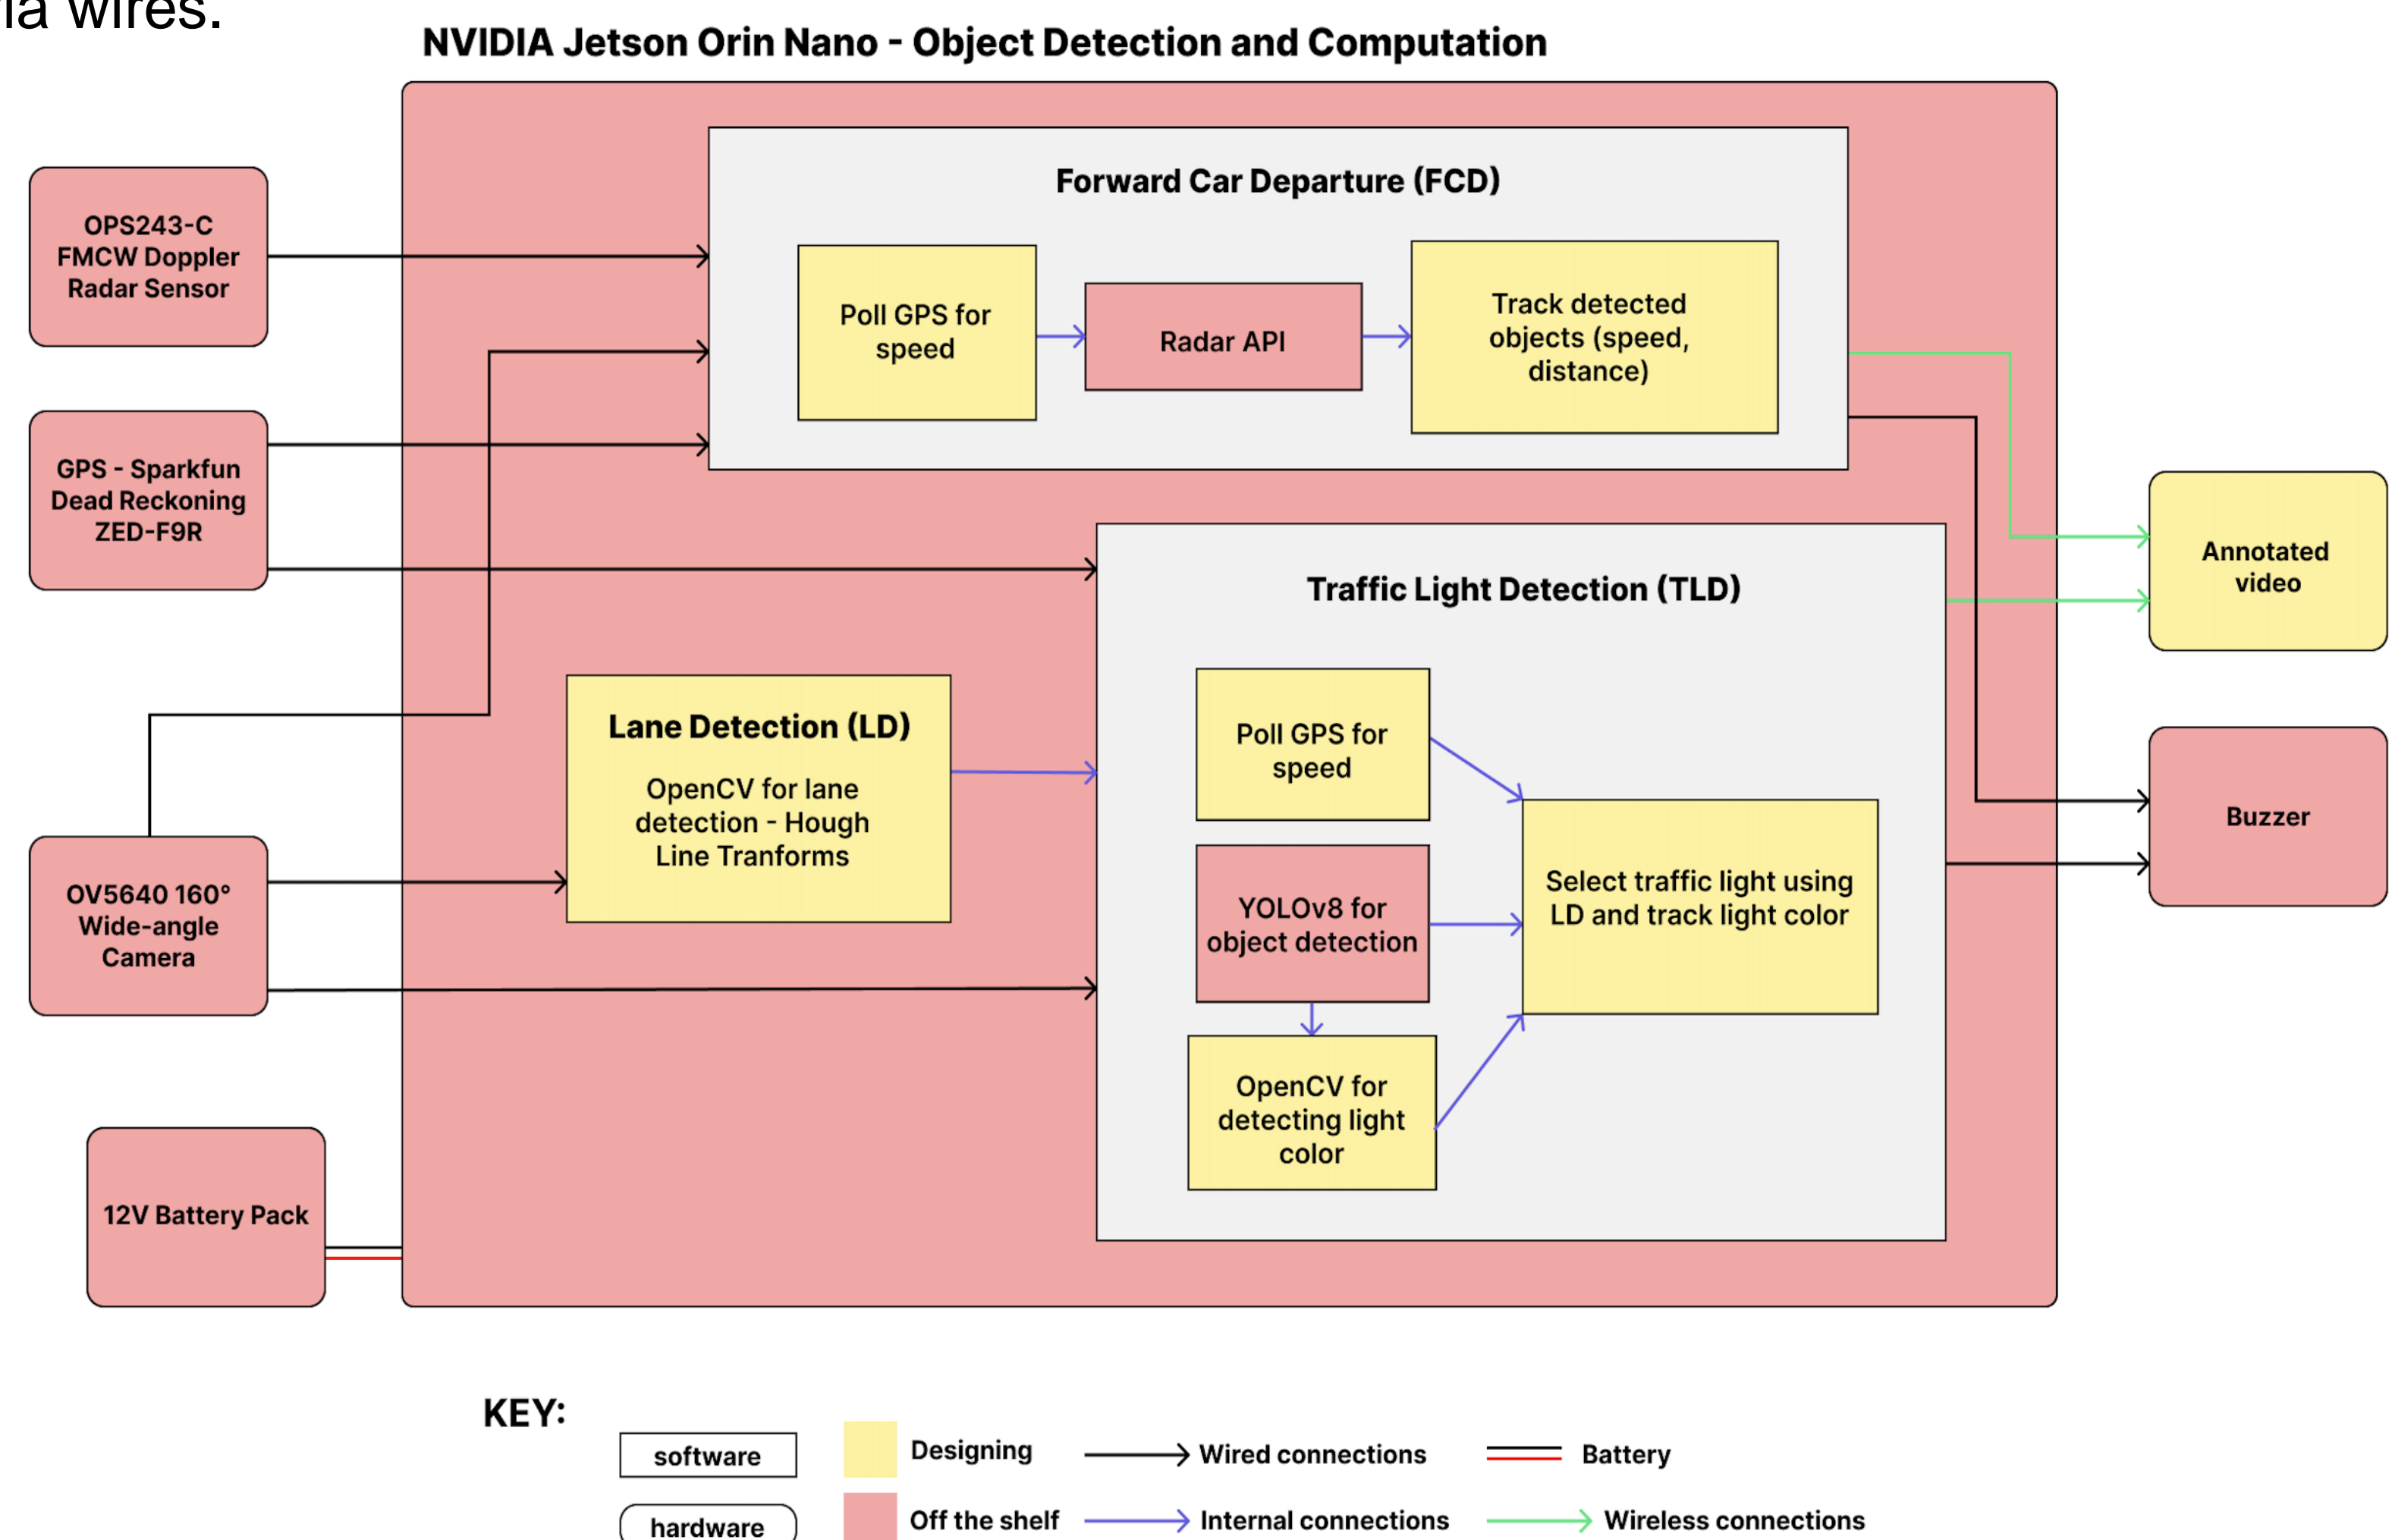 wires.
NVIDIA Jetson Orin Nano - Object Detection and Computation
OPS243-C
FMCW Doppler
Radar Sensor
GPS - Sparkfun
Dead Reckoning
ZED-F9R
OV5640 160°
Wide-angle
Camera
12V Battery Pack
Forward Car Departure (FCD)
Poll GPS for
speed
Radar API
Track detected
objects (speed,
distance)
Lane Detection (LD)
OpenCV for lane
detection - Hough
Line Tranforms
Traffic Light Detection (TLD)
Poll GPS for
speed
YOLOv8 for
object detection
OpenCV for
detecting light
color
Select traffic light using
LD and track light color
Annotated
video
Buzzer
KEY:
software
hardware
Designing
Off the shelf
Wired connections
Internal connections
Battery
Wireless connections